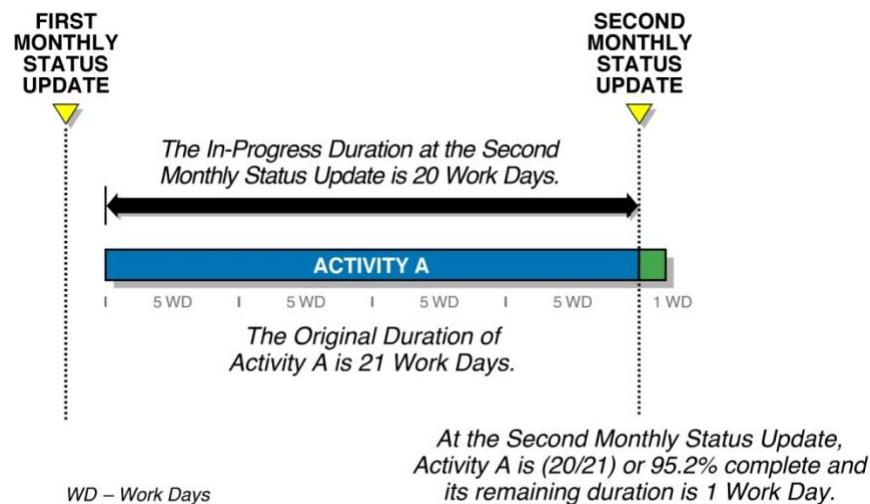 FIRST
MONTHLY
STATUS
UPDATE
SECOND
MONTHLY
STATUS
UPDATE
The In-Progress Duration at the Second
Monthly Status Update is 20 Work Days.
ACTIVITY A
I 5 WD I 5 WD I 5 WD I 5 WD 1 WD
The Original Duration of
Activity A is 21 Work Days.
At the Second Monthly Status Update,
Activity A is (20/21) or 95.2% complete and
its remaining duration is 1 Work Day.
WD – Work Days